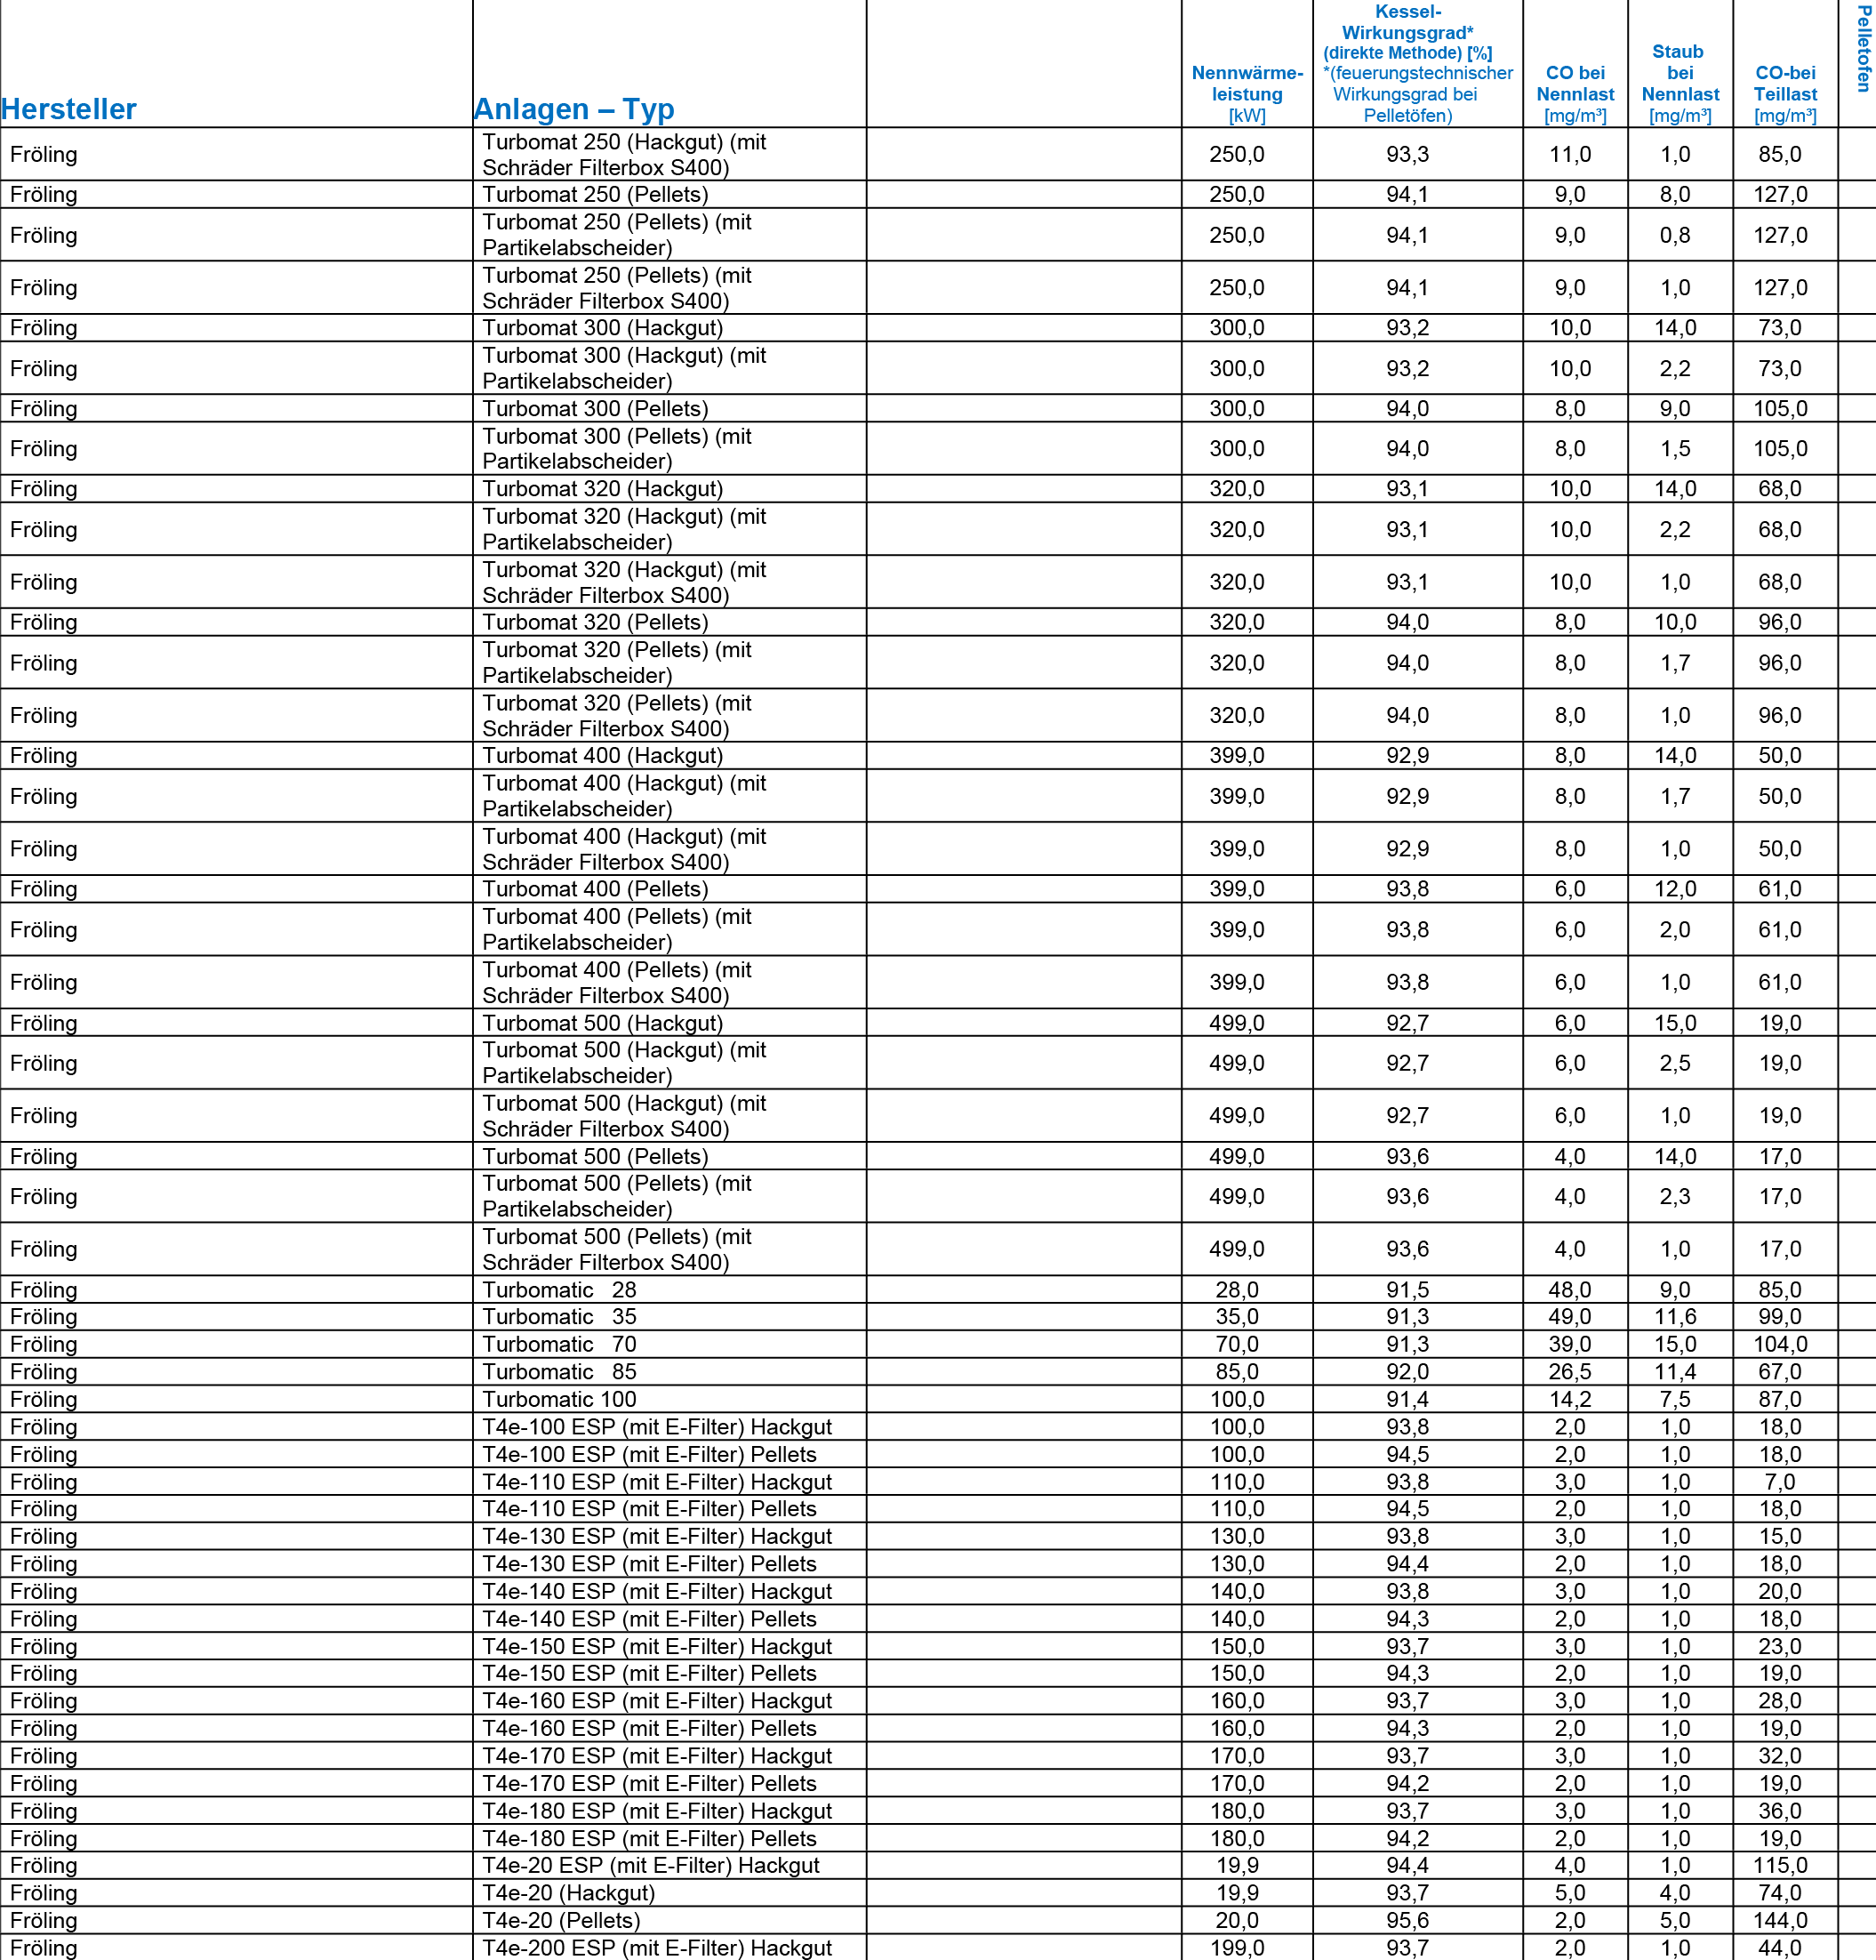 Hersteller Anlagen – Typ Nennwärme-leistung [kW] Kessel-Wirkungsgrad* (direkte Methode) [%] *(feuerungstechnischer Wirkungsgrad bei Pelletöfen) CO bei Nennlast [mg/m³] Staub bei Nennlast [mg/m³] CO-bei Teillast [mg/m³] Pelletofen
Fröling Turbomat 250 (Hackgut) (mit Schräder Filterbox S400) 250,0 93,3 11,0 1,0 85,0
Fröling Turbomat 250 (Pellets) 250,0 94,1 9,0 8,0 127,0
Fröling Turbomat 250 (Pellets) (mit Partikelabscheider) 250,0 94,1 9,0 0,8 127,0
Fröling Turbomat 250 (Pellets) (mit Schräder Filterbox S400) 250,0 94,1 9,0 1,0 127,0
Fröling Turbomat 300 (Hackgut) 300,0 93,2 10,0 14,0 73,0
Fröling Turbomat 300 (Hackgut) (mit Partikelabscheider) 300,0 93,2 10,0 2,2 73,0
Fröling Turbomat 300 (Pellets) 300,0 94,0 8,0 9,0 105,0
Fröling Turbomat 300 (Pellets) (mit Partikelabscheider) 300,0 94,0 8,0 1,5 105,0
Fröling Turbomat 320 (Hackgut) 320,0 93,1 10,0 14,0 68,0
Fröling Turbomat 320 (Hackgut) (mit Partikelabscheider) 320,0 93,1 10,0 2,2 68,0
Fröling Turbomat 320 (Hackgut) (mit Schräder Filterbox S400) 320,0 93,1 10,0 1,0 68,0
Fröling Turbomat 320 (Pellets) 320,0 94,0 8,0 10,0 96,0
Fröling Turbomat 320 (Pellets) (mit Partikelabscheider) 320,0 94,0 8,0 1,7 96,0
Fröling Turbomat 320 (Pellets) (mit Schräder Filterbox S400) 320,0 94,0 8,0 1,0 96,0
Fröling Turbomat 400 (Hackgut) 399,0 92,9 8,0 14,0 50,0
Fröling Turbomat 400 (Hackgut) (mit Partikelabscheider) 399,0 92,9 8,0 1,7 50,0
Fröling Turbomat 400 (Hackgut) (mit Schräder Filterbox S400) 399,0 92,9 8,0 1,0 50,0
Fröling Turbomat 400 (Pellets) 399,0 93,8 6,0 12,0 61,0
Fröling Turbomat 400 (Pellets) (mit Partikelabscheider) 399,0 93,8 6,0 2,0 61,0
Fröling Turbomat 400 (Pellets) (mit Schräder Filterbox S400) 399,0 93,8 6,0 1,0 61,0
Fröling Turbomat 500 (Hackgut) 499,0 92,7 6,0 15,0 19,0
Fröling Turbomat 500 (Hackgut) (mit Partikelabscheider) 499,0 92,7 6,0 2,5 19,0
Fröling Turbomat 500 (Hackgut) (mit Schräder Filterbox S400) 499,0 92,7 6,0 1,0 19,0
Fröling Turbomat 500 (Pellets) 499,0 93,6 4,0 14,0 17,0
Fröling Turbomat 500 (Pellets) (mit Partikelabscheider) 499,0 93,6 4,0 2,3 17,0
Fröling Turbomat 500 (Pellets) (mit Schräder Filterbox S400) 499,0 93,6 4,0 1,0 17,0
Fröling Turbomatic 28 28,0 91,5 48,0 9,0 85,0
Fröling Turbomatic 35 35,0 91,3 49,0 11,6 99,0
Fröling Turbomatic 70 70,0 91,3 39,0 15,0 104,0
Fröling Turbomatic 85 85,0 92,0 26,5 11,4 67,0
Fröling Turbomatic 100 100,0 91,4 14,2 7,5 87,0
Fröling T4e-100 ESP (mit E-Filter) Hackgut 100,0 93,8 2,0 1,0 18,0
Fröling T4e-100 ESP (mit E-Filter) Pellets 100,0 94,5 2,0 1,0 18,0
Fröling T4e-110 ESP (mit E-Filter) Hackgut 110,0 93,8 3,0 1,0 7,0
Fröling T4e-110 ESP (mit E-Filter) Pellets 110,0 94,5 2,0 1,0 18,0
Fröling T4e-130 ESP (mit E-Filter) Hackgut 130,0 93,8 3,0 1,0 15,0
Fröling T4e-130 ESP (mit E-Filter) Pellets 130,0 94,4 2,0 1,0 18,0
Fröling T4e-140 ESP (mit E-Filter) Hackgut 140,0 93,8 3,0 1,0 20,0
Fröling T4e-140 ESP (mit E-Filter) Pellets 140,0 94,3 2,0 1,0 18,0
Fröling T4e-150 ESP (mit E-Filter) Hackgut 150,0 93,7 3,0 1,0 23,0
Fröling T4e-150 ESP (mit E-Filter) Pellets 150,0 94,3 2,0 1,0 19,0
Fröling T4e-160 ESP (mit E-Filter) Hackgut 160,0 93,7 3,0 1,0 28,0
Fröling T4e-160 ESP (mit E-Filter) Pellets 160,0 94,3 2,0 1,0 19,0
Fröling T4e-170 ESP (mit E-Filter) Hackgut 170,0 93,7 3,0 1,0 32,0
Fröling T4e-170 ESP (mit E-Filter) Pellets 170,0 94,2 2,0 1,0 19,0
Fröling T4e-180 ESP (mit E-Filter) Hackgut 180,0 93,7 3,0 1,0 36,0
Fröling T4e-180 ESP (mit E-Filter) Pellets 180,0 94,2 2,0 1,0 19,0
Fröling T4e-20 ESP (mit E-Filter) Hackgut 19,9 94,4 4,0 1,0 115,0
Fröling T4e-20 (Hackgut) 19,9 93,7 5,0 4,0 74,0
Fröling T4e-20 (Pellets) 20,0 95,6 2,0 5,0 144,0
Fröling T4e-200 ESP (mit E-Filter) Hackgut 199,0 93,7 2,0 1,0 44,0